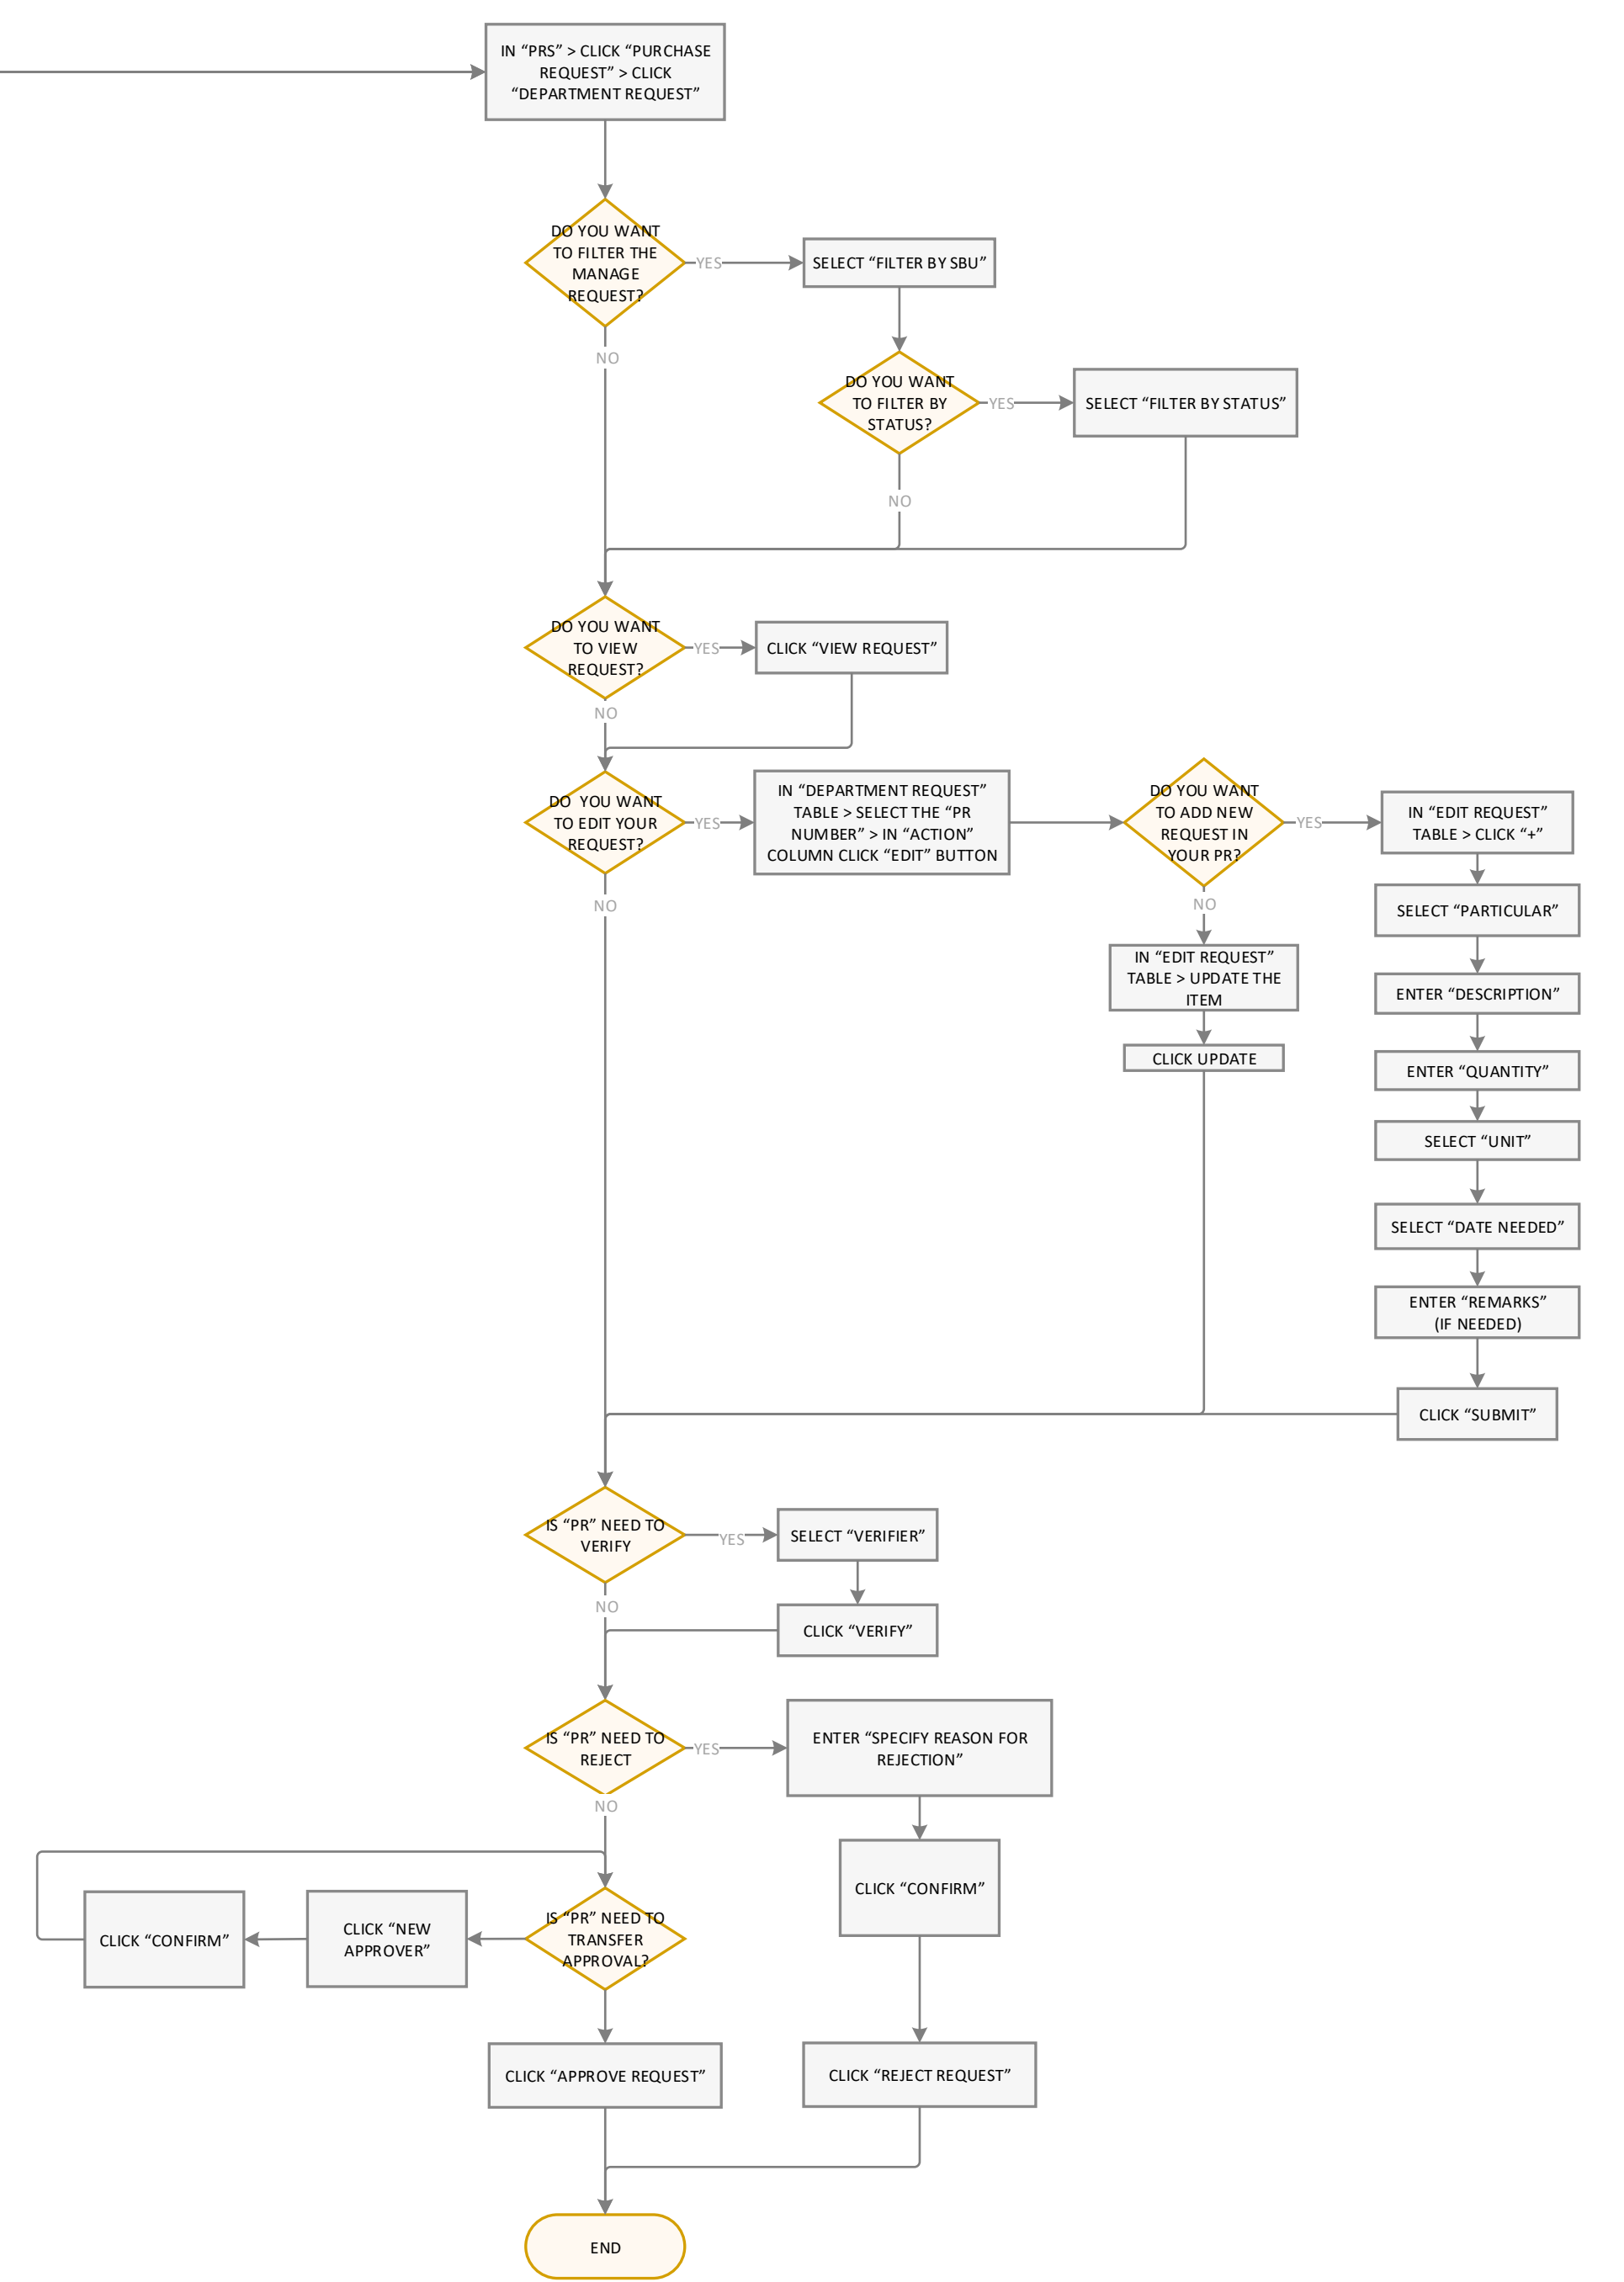 IN “PRS” > CLICK “PURCHASE
REQUEST” > CLICK
“DEPARTMENT REQUEST”
DO YOU WANT
TO FILTER THE
MANAGE
REQUEST?
YES
SELECT “FILTER BY SBU”
NO
DO YOU WANT
TO FILTER BY
STATUS?
YES
SELECT “FILTER BY STATUS”
NO
DO YOU WANT
TO VIEW
REQUEST?
YES
CLICK “VIEW REQUEST”
NO
DO  YOU WANT
TO EDIT YOUR
REQUEST?
YES
IN “DEPARTMENT REQUEST”
TABLE > SELECT THE “PR
NUMBER” > IN “ACTION”
COLUMN CLICK “EDIT” BUTTON
DO YOU WANT
TO ADD NEW
REQUEST IN
YOUR PR?
YES
IN “EDIT REQUEST”
TABLE > CLICK “+”
NO
NO
SELECT “PARTICULAR”
IN “EDIT REQUEST”
TABLE > UPDATE THE
ITEM
ENTER “DESCRIPTION”
CLICK UPDATE
ENTER “QUANTITY”
SELECT “UNIT”
SELECT “DATE NEEDED”
ENTER “REMARKS”
(IF NEEDED)
CLICK “SUBMIT”
IS “PR” NEED TO
VERIFY
YES
SELECT “VERIFIER”
NO
CLICK “VERIFY”
IS “PR” NEED TO
REJECT
YES
ENTER “SPECIFY REASON FOR
REJECTION”
NO
CLICK “CONFIRM”
IS “PR” NEED TO
TRANSFER
APPROVAL?
CLICK “NEW
APPROVER”
CLICK “CONFIRM”
CLICK “APPROVE REQUEST”
CLICK “REJECT REQUEST”
END